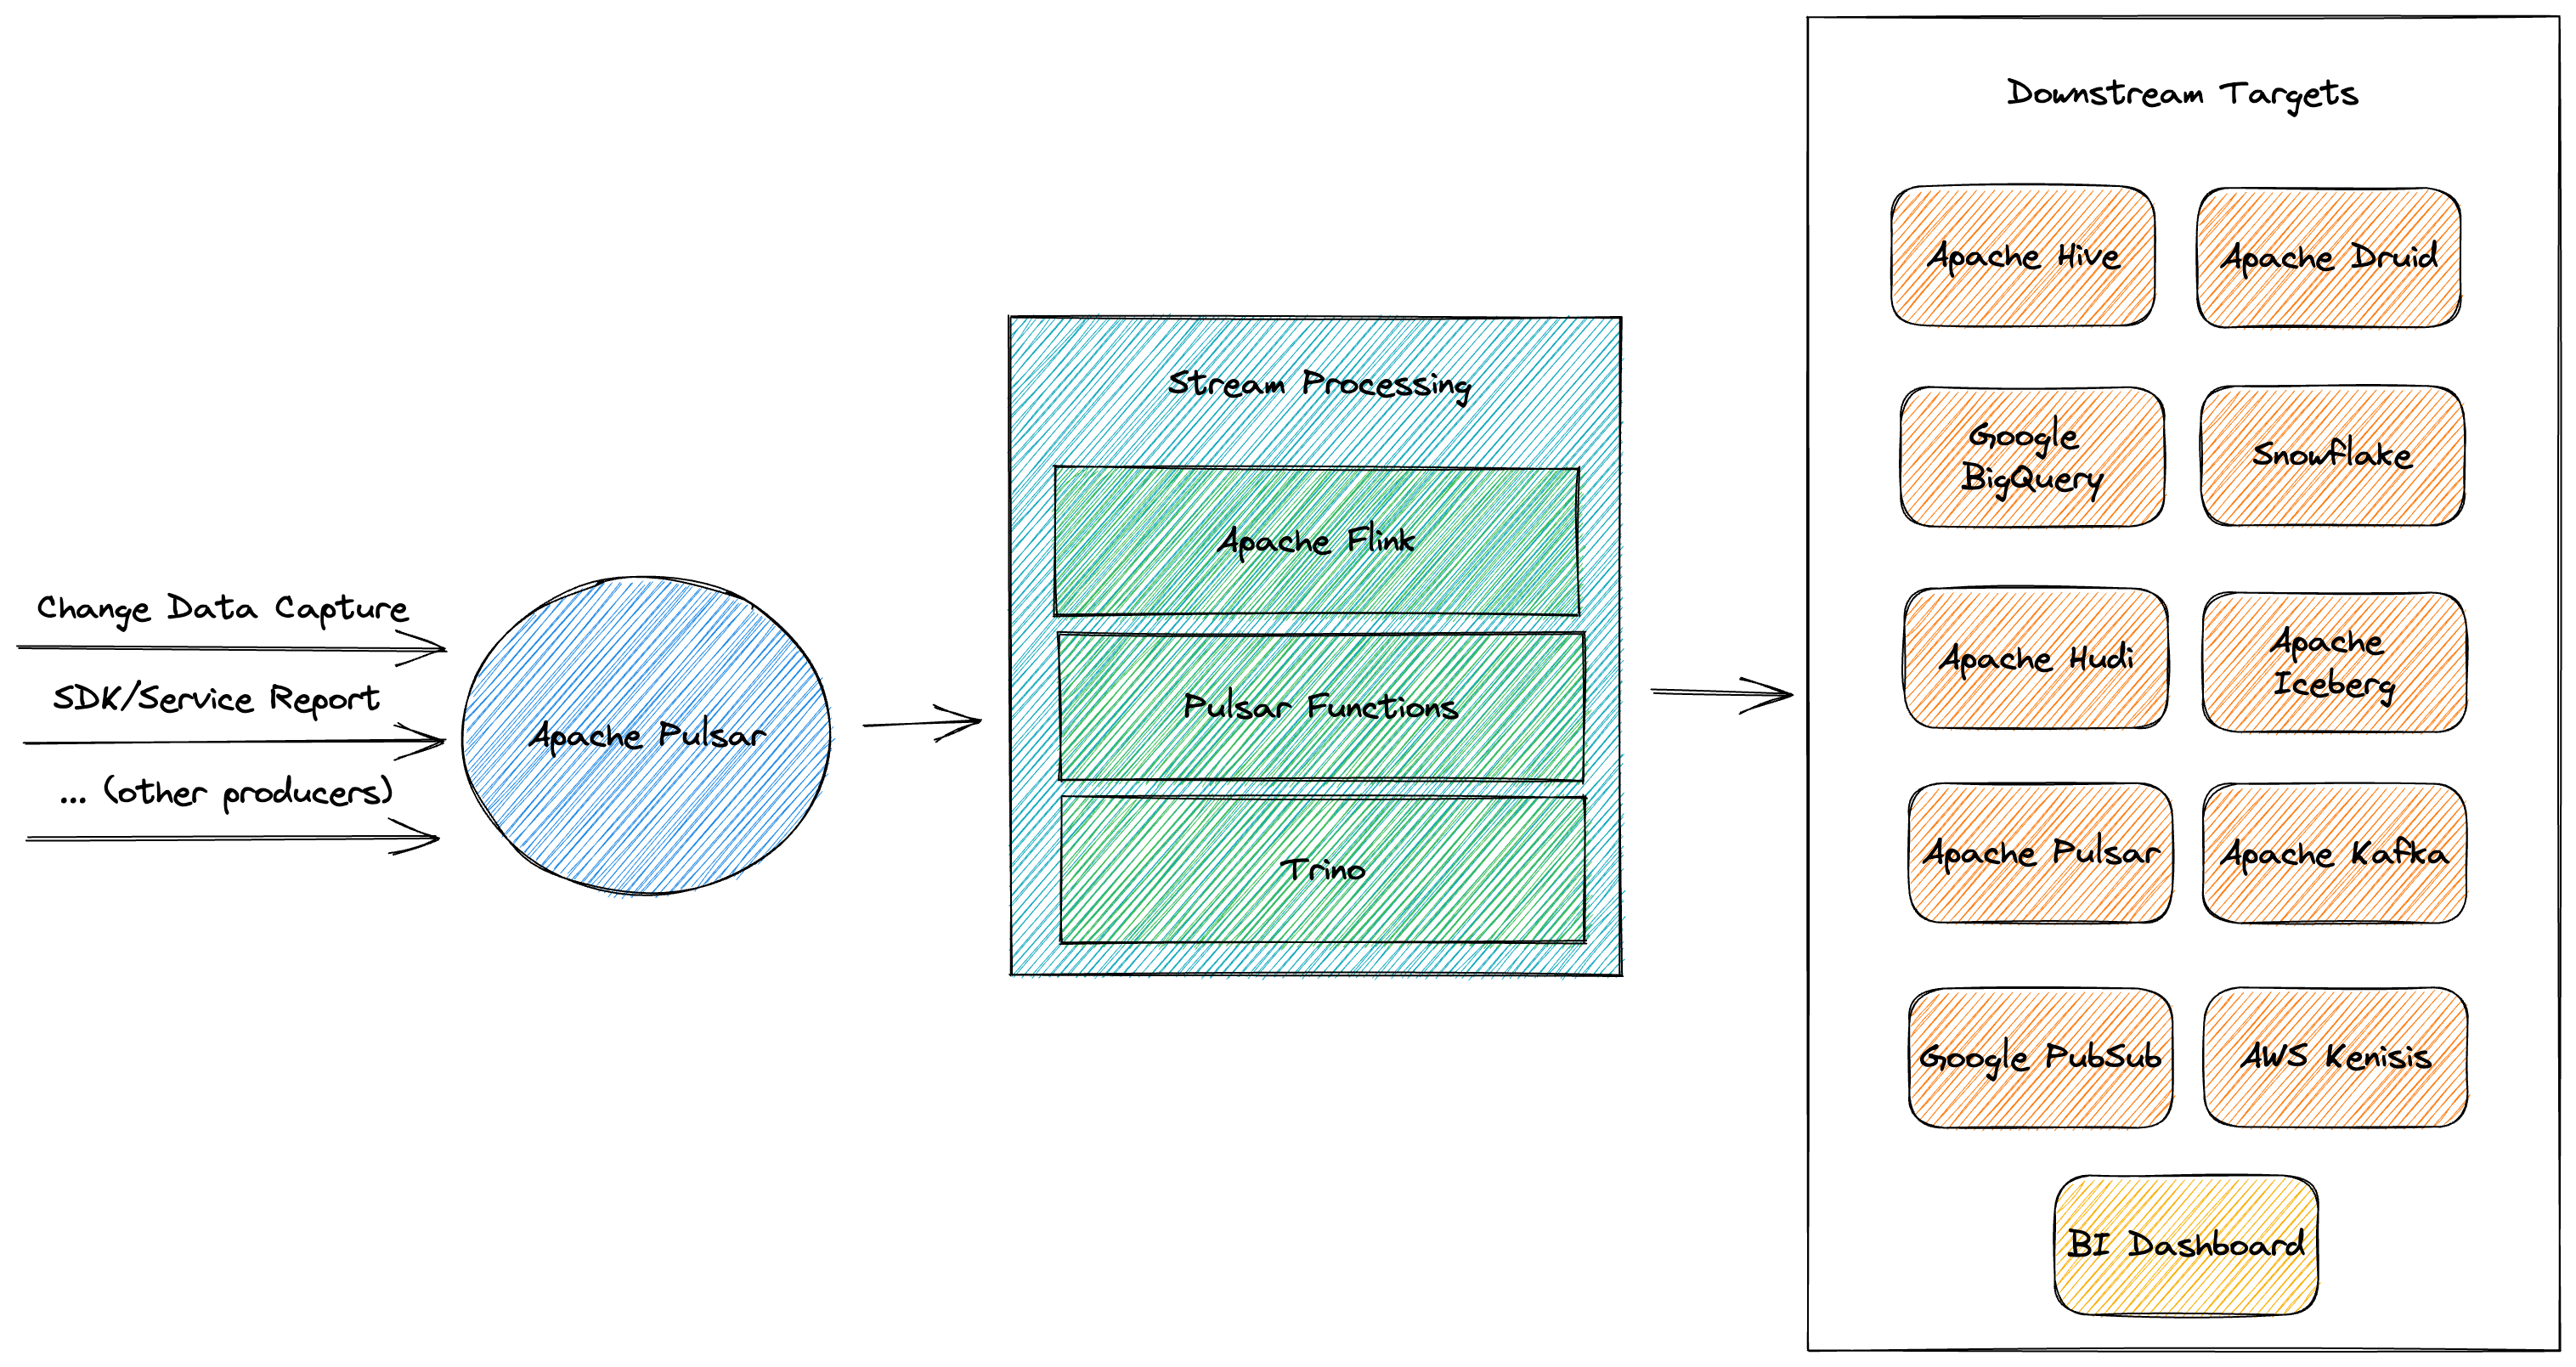 Change Data Capture
SDK/Service Report
... (other producers)
Apache Pulsar
Stream Processing
Apache Flink
Pulsar Functions
Trino
Downstream Targets
Apache Hive
Apache Druid
Google
BigQuery
Snowflake
Apache Hudi
Apache
Iceberg
Apache Pulsar
Apache Kafka
Google PubSub
AWS Kenisis
BI Dashboard